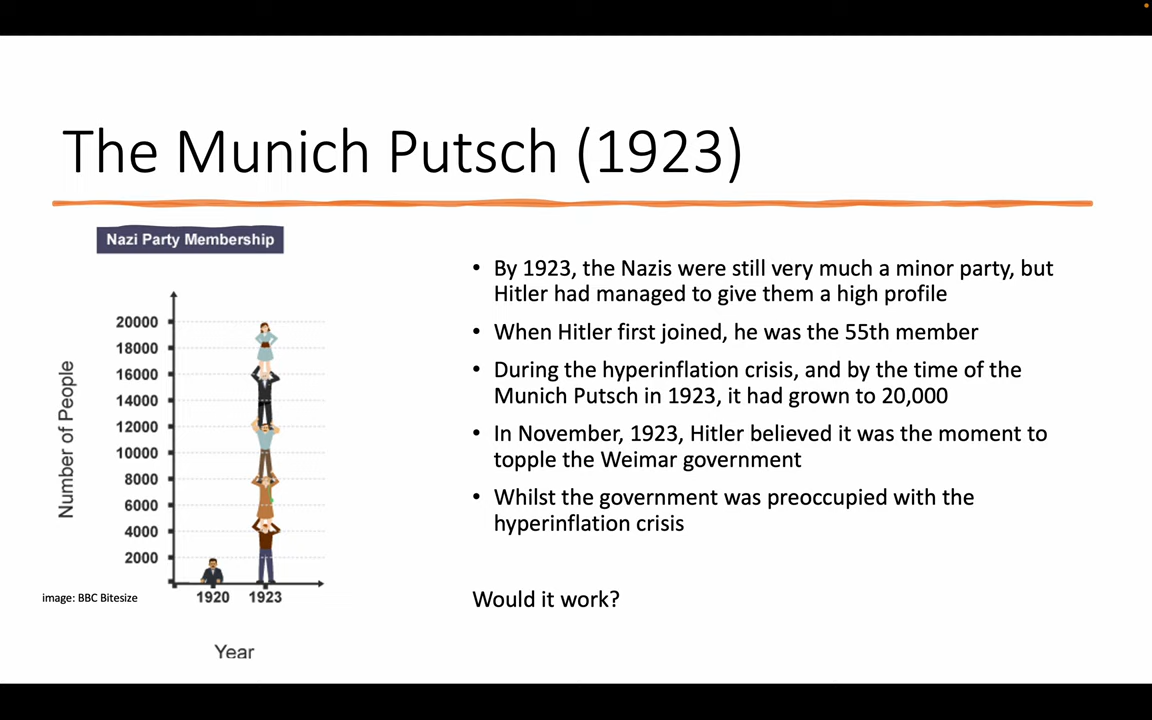 The Munich Putsch (1923)
Nazi Party Membership
Number of People
20000
18000
16000
14000
12000
10000
8000
6000
4000
2000
1920 1923
Year
image: BBC Bitesize
• By 1923, the Nazis were still very much a minor party, but
Hitler had managed to give them a high profile
• When Hitler first joined, he was the 55th member
• During the hyperinflation crisis, and by the time of the
Munich Putsch in 1923, it had grown to 20,000
• In November, 1923, Hitler believed it was the moment to
topple the Weimar government
• Whilst the government was preoccupied with the
hyperinflation crisis
Would it work?